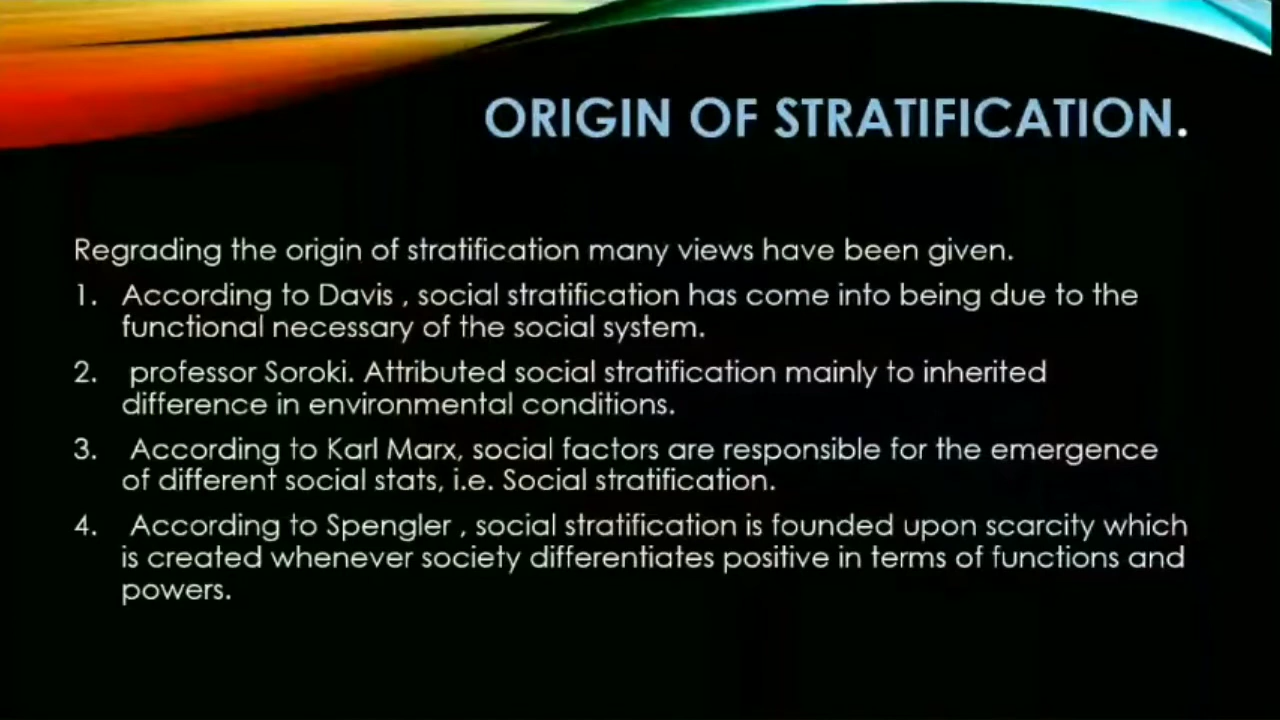 ORIGIN OF STRATIFICATION.
Regrading the origin of stratification many views have been given.
1. According to Davis , social stratification has come into being due to the
functional necessary of the social system.
2. professor Soroki. Attributed social stratification mainly to inherited
difference in environmental conditions.
3. According to Karl Marx, social factors are responsible for the emergence
of different social stats, i.e. Social stratification.
4. According to Spengler , social stratification is founded upon scarcity which
is created whenever society differentiates positive in terms of functions and
powers.